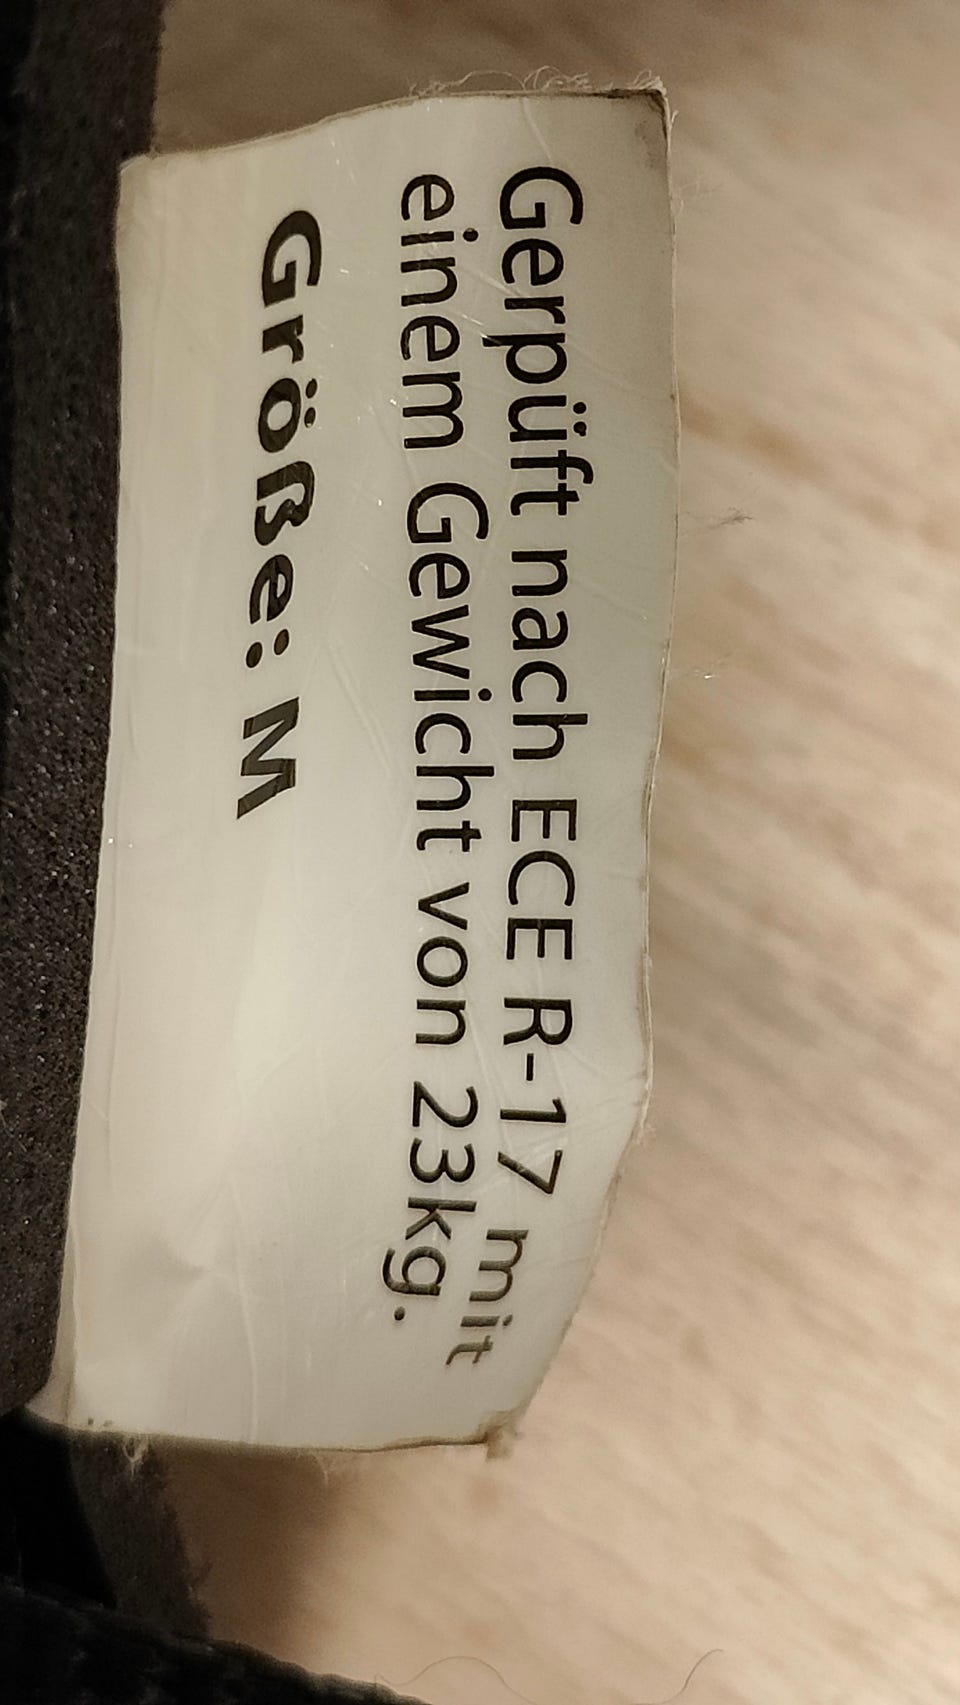 Gerpüft nach ECE R-17 mit
einem Gewicht von 23kg.
Größe: M